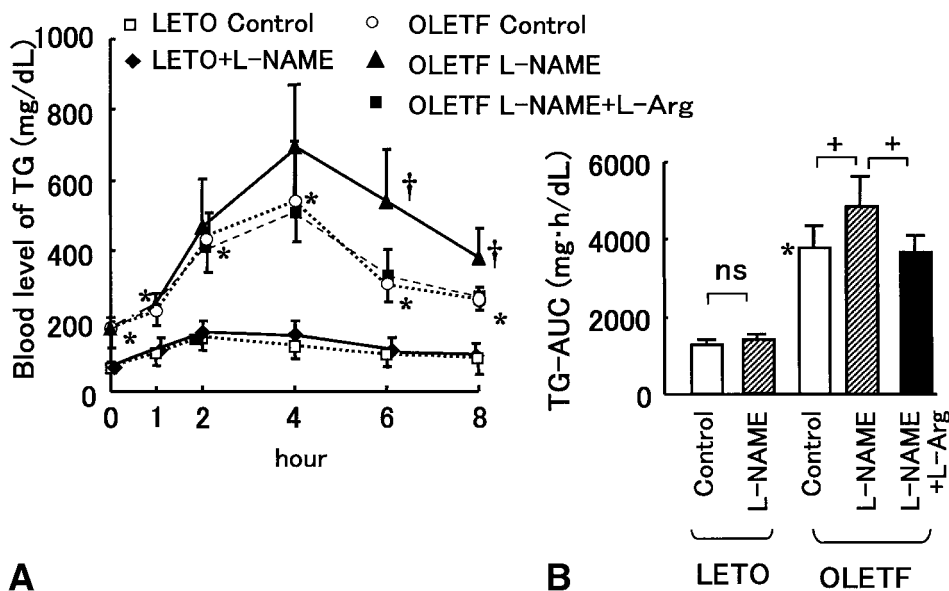 □ LETO Control
◆ LETO+L-NAME
○ OLETF Control
▲ OLETF L-NAME
■ OLETF L-NAME+L-Arg
Blood level of TG (mg/dL)
1000
800
600
400
200
0
* * * * * *
† †
0 1 2 4 6 8
hour
A
TG-AUC (mg·h/dL)
6000
4000
2000
0
ns
*
+ +
Control
L-NAME
Control
L-NAME
L-NAME
+L-Arg
LETO
OLETF
B